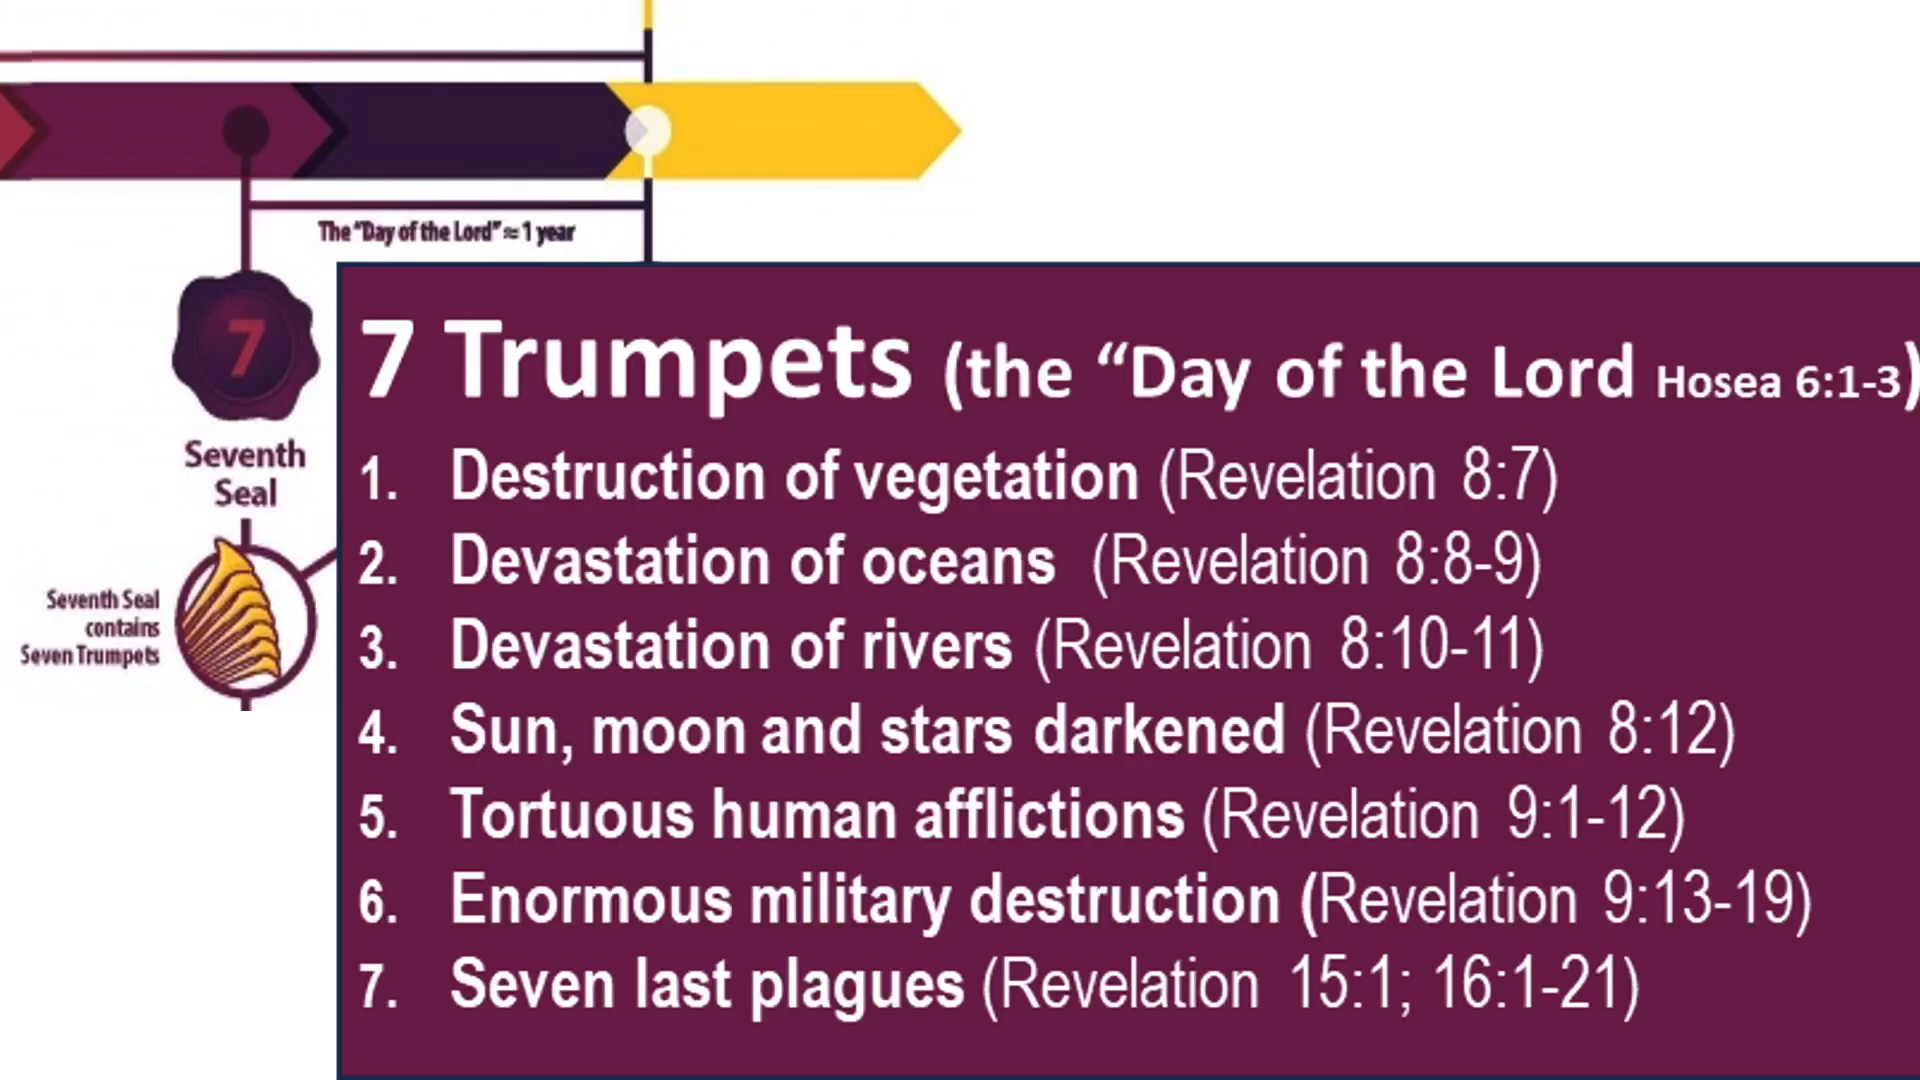 The "Day of the Lord" ≈ 1 year
7
Seventh
Seal
Seventh Seal
contains
Seven Trumpets
7 Trumpets (the “Day of the Lord Hosea 6:1-3)
1. Destruction of vegetation (Revelation 8:7)
2. Devastation of oceans (Revelation 8:8-9)
3. Devastation of rivers (Revelation 8:10-11)
4. Sun, moon and stars darkened (Revelation 8:12)
5. Tortuous human afflictions (Revelation 9:1-12)
6. Enormous military destruction (Revelation 9:13-19)
7. Seven last plagues (Revelation 15:1; 16:1-21)